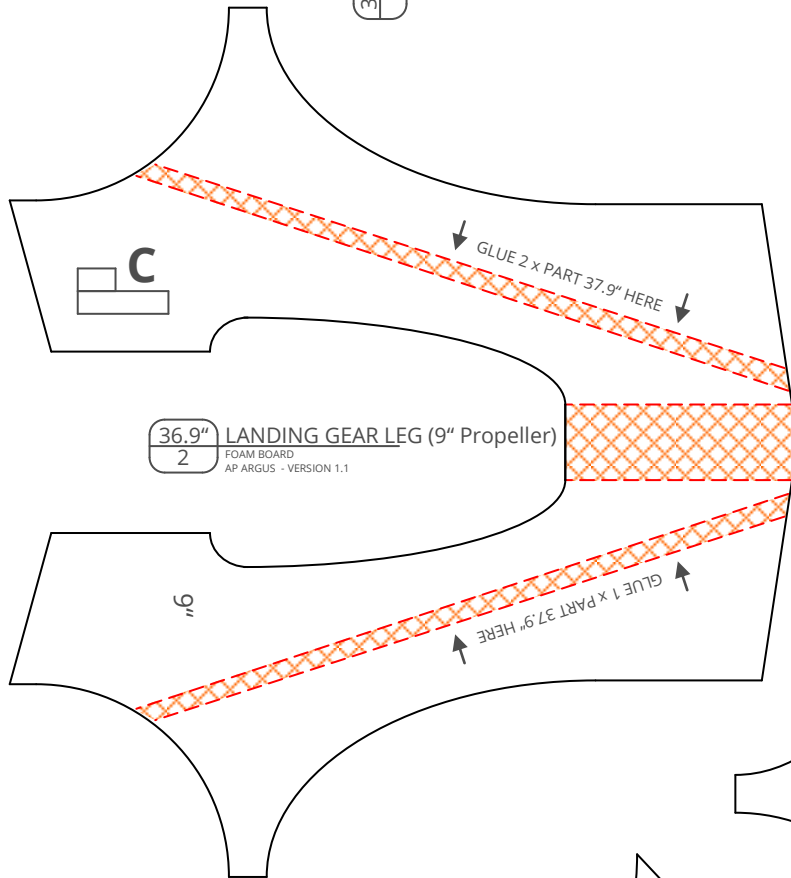 3
C
GLUE 2 x PART 37.9“ HERE
36.9“ LANDING GEAR LEG (9“ Propeller)
2 FOAM BOARD
AP ARGUS - VERSION 1.1
GLUE 1 x PART 37.9“ HERE
9“